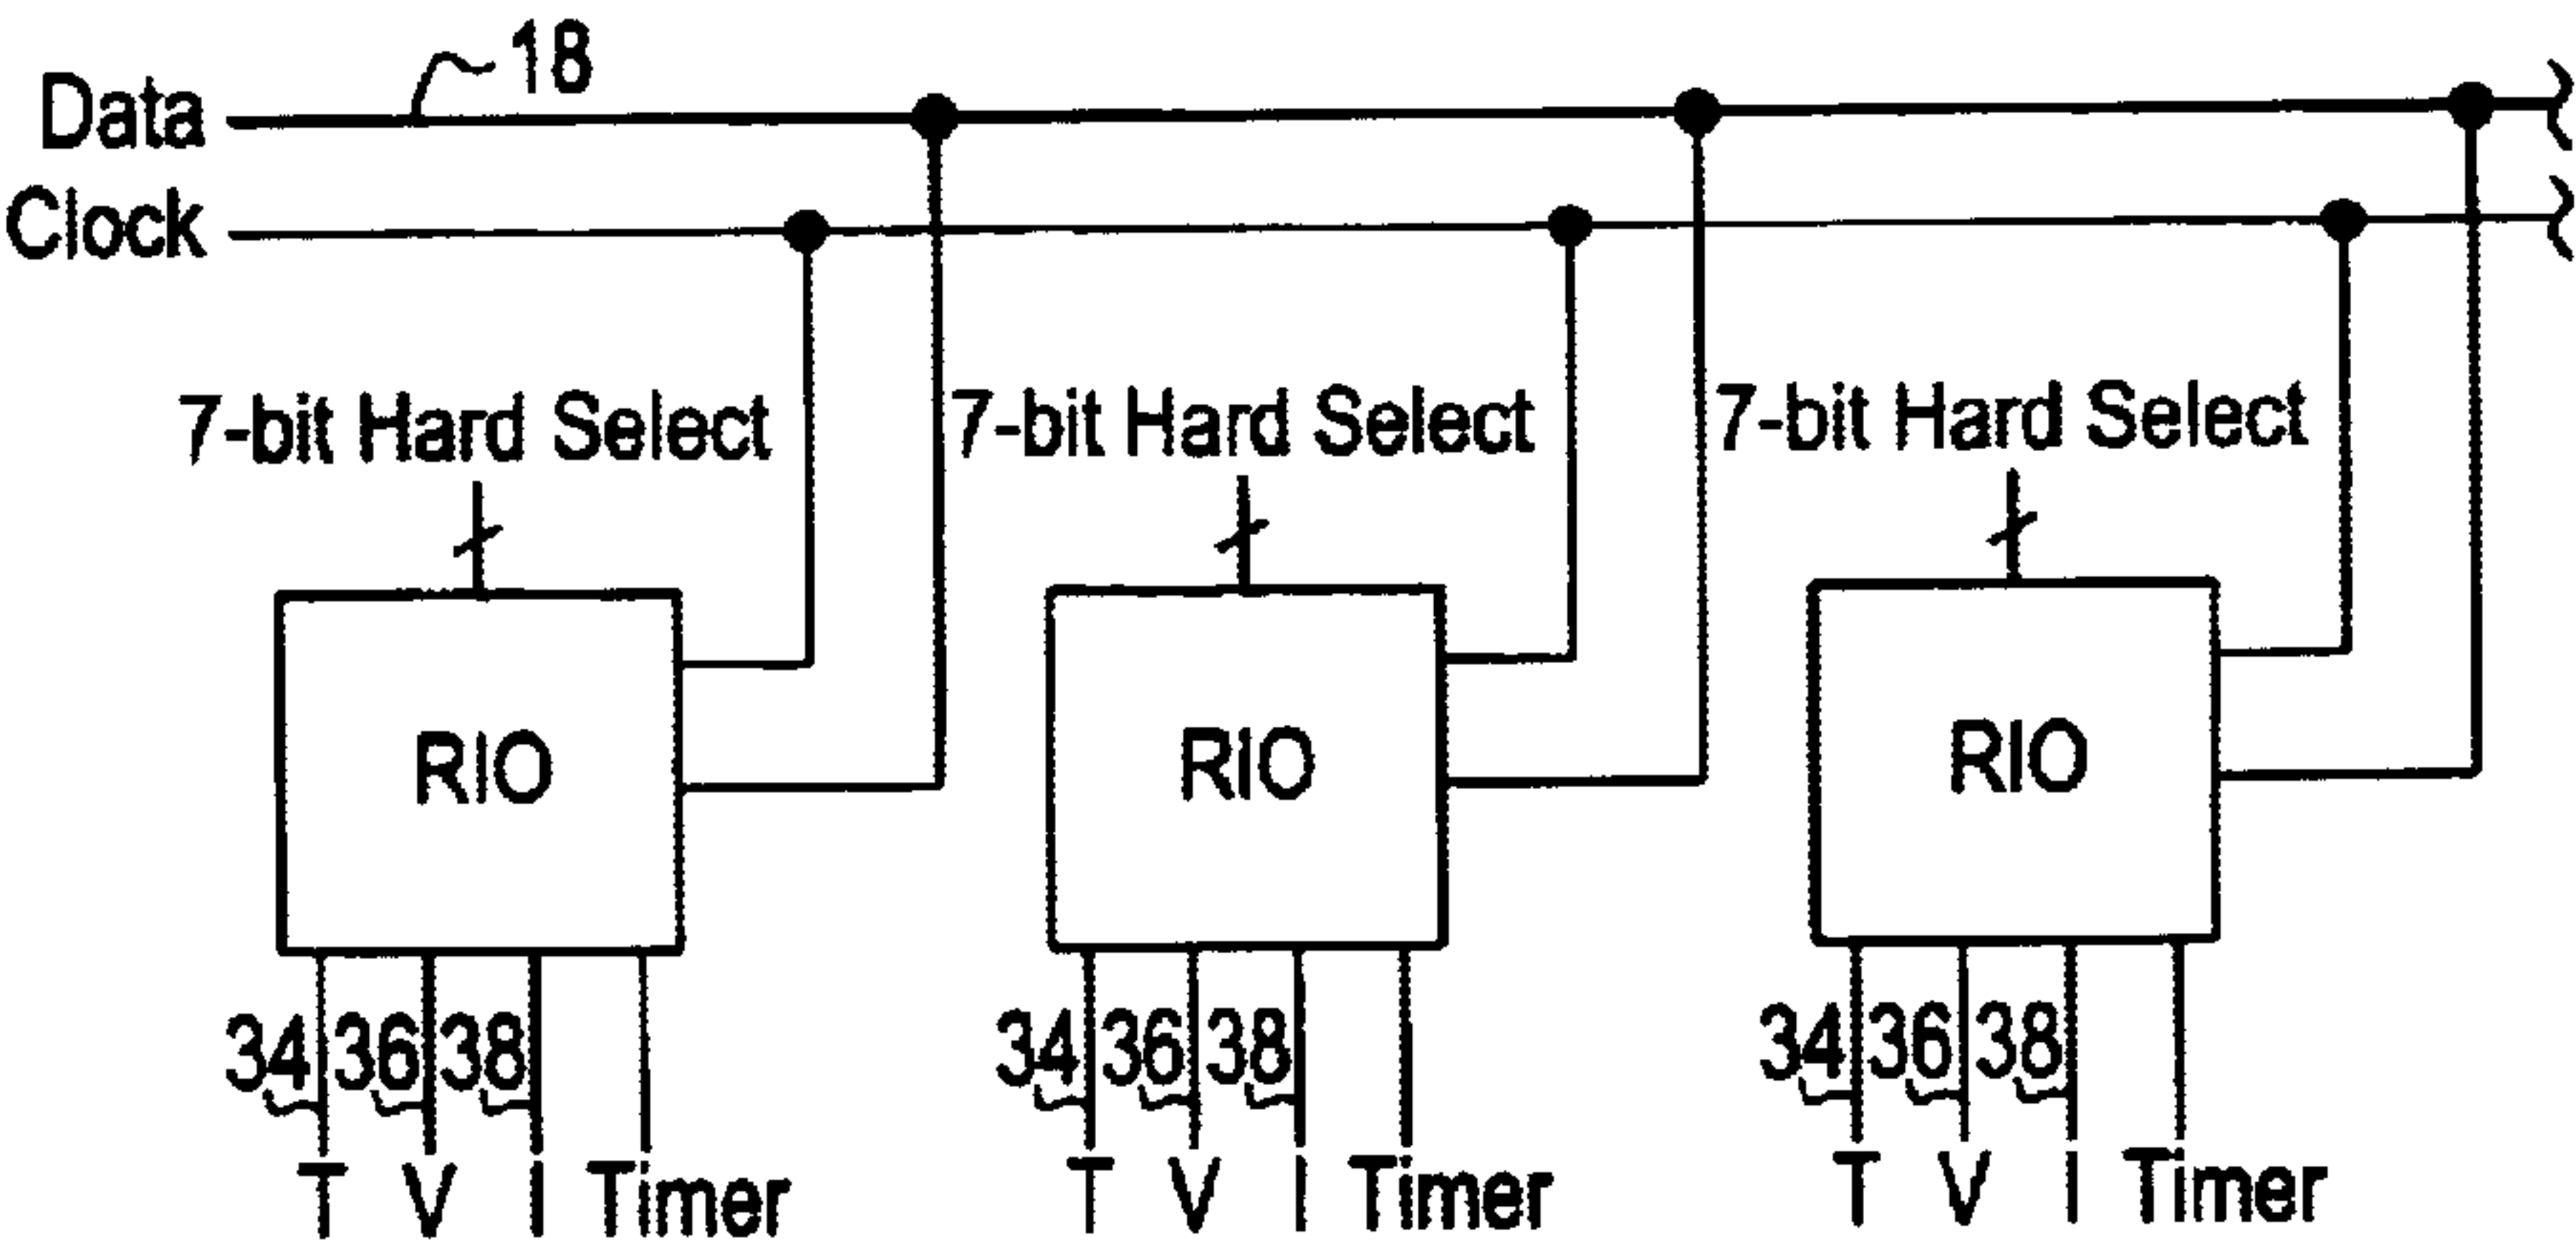 18
Data
Clock
7-bit Hard Select 7-bit Hard Select 7-bit Hard Select
RIO RIO RIO
34 36 38 34 36 38 34 36 38
T V I Timer T V I Timer T V I Timer